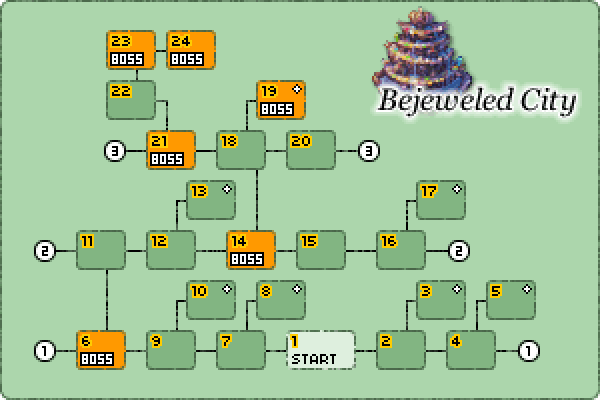 23 24
BOSS BOSS
22 19
BOSS
Bejeweled City
3 21 18 20 3
BOSS
13 17
2 11 12 14 15 16 2
BOSS
10 8 3 5
1 6 9 7 1 2 4 1
BOSS START